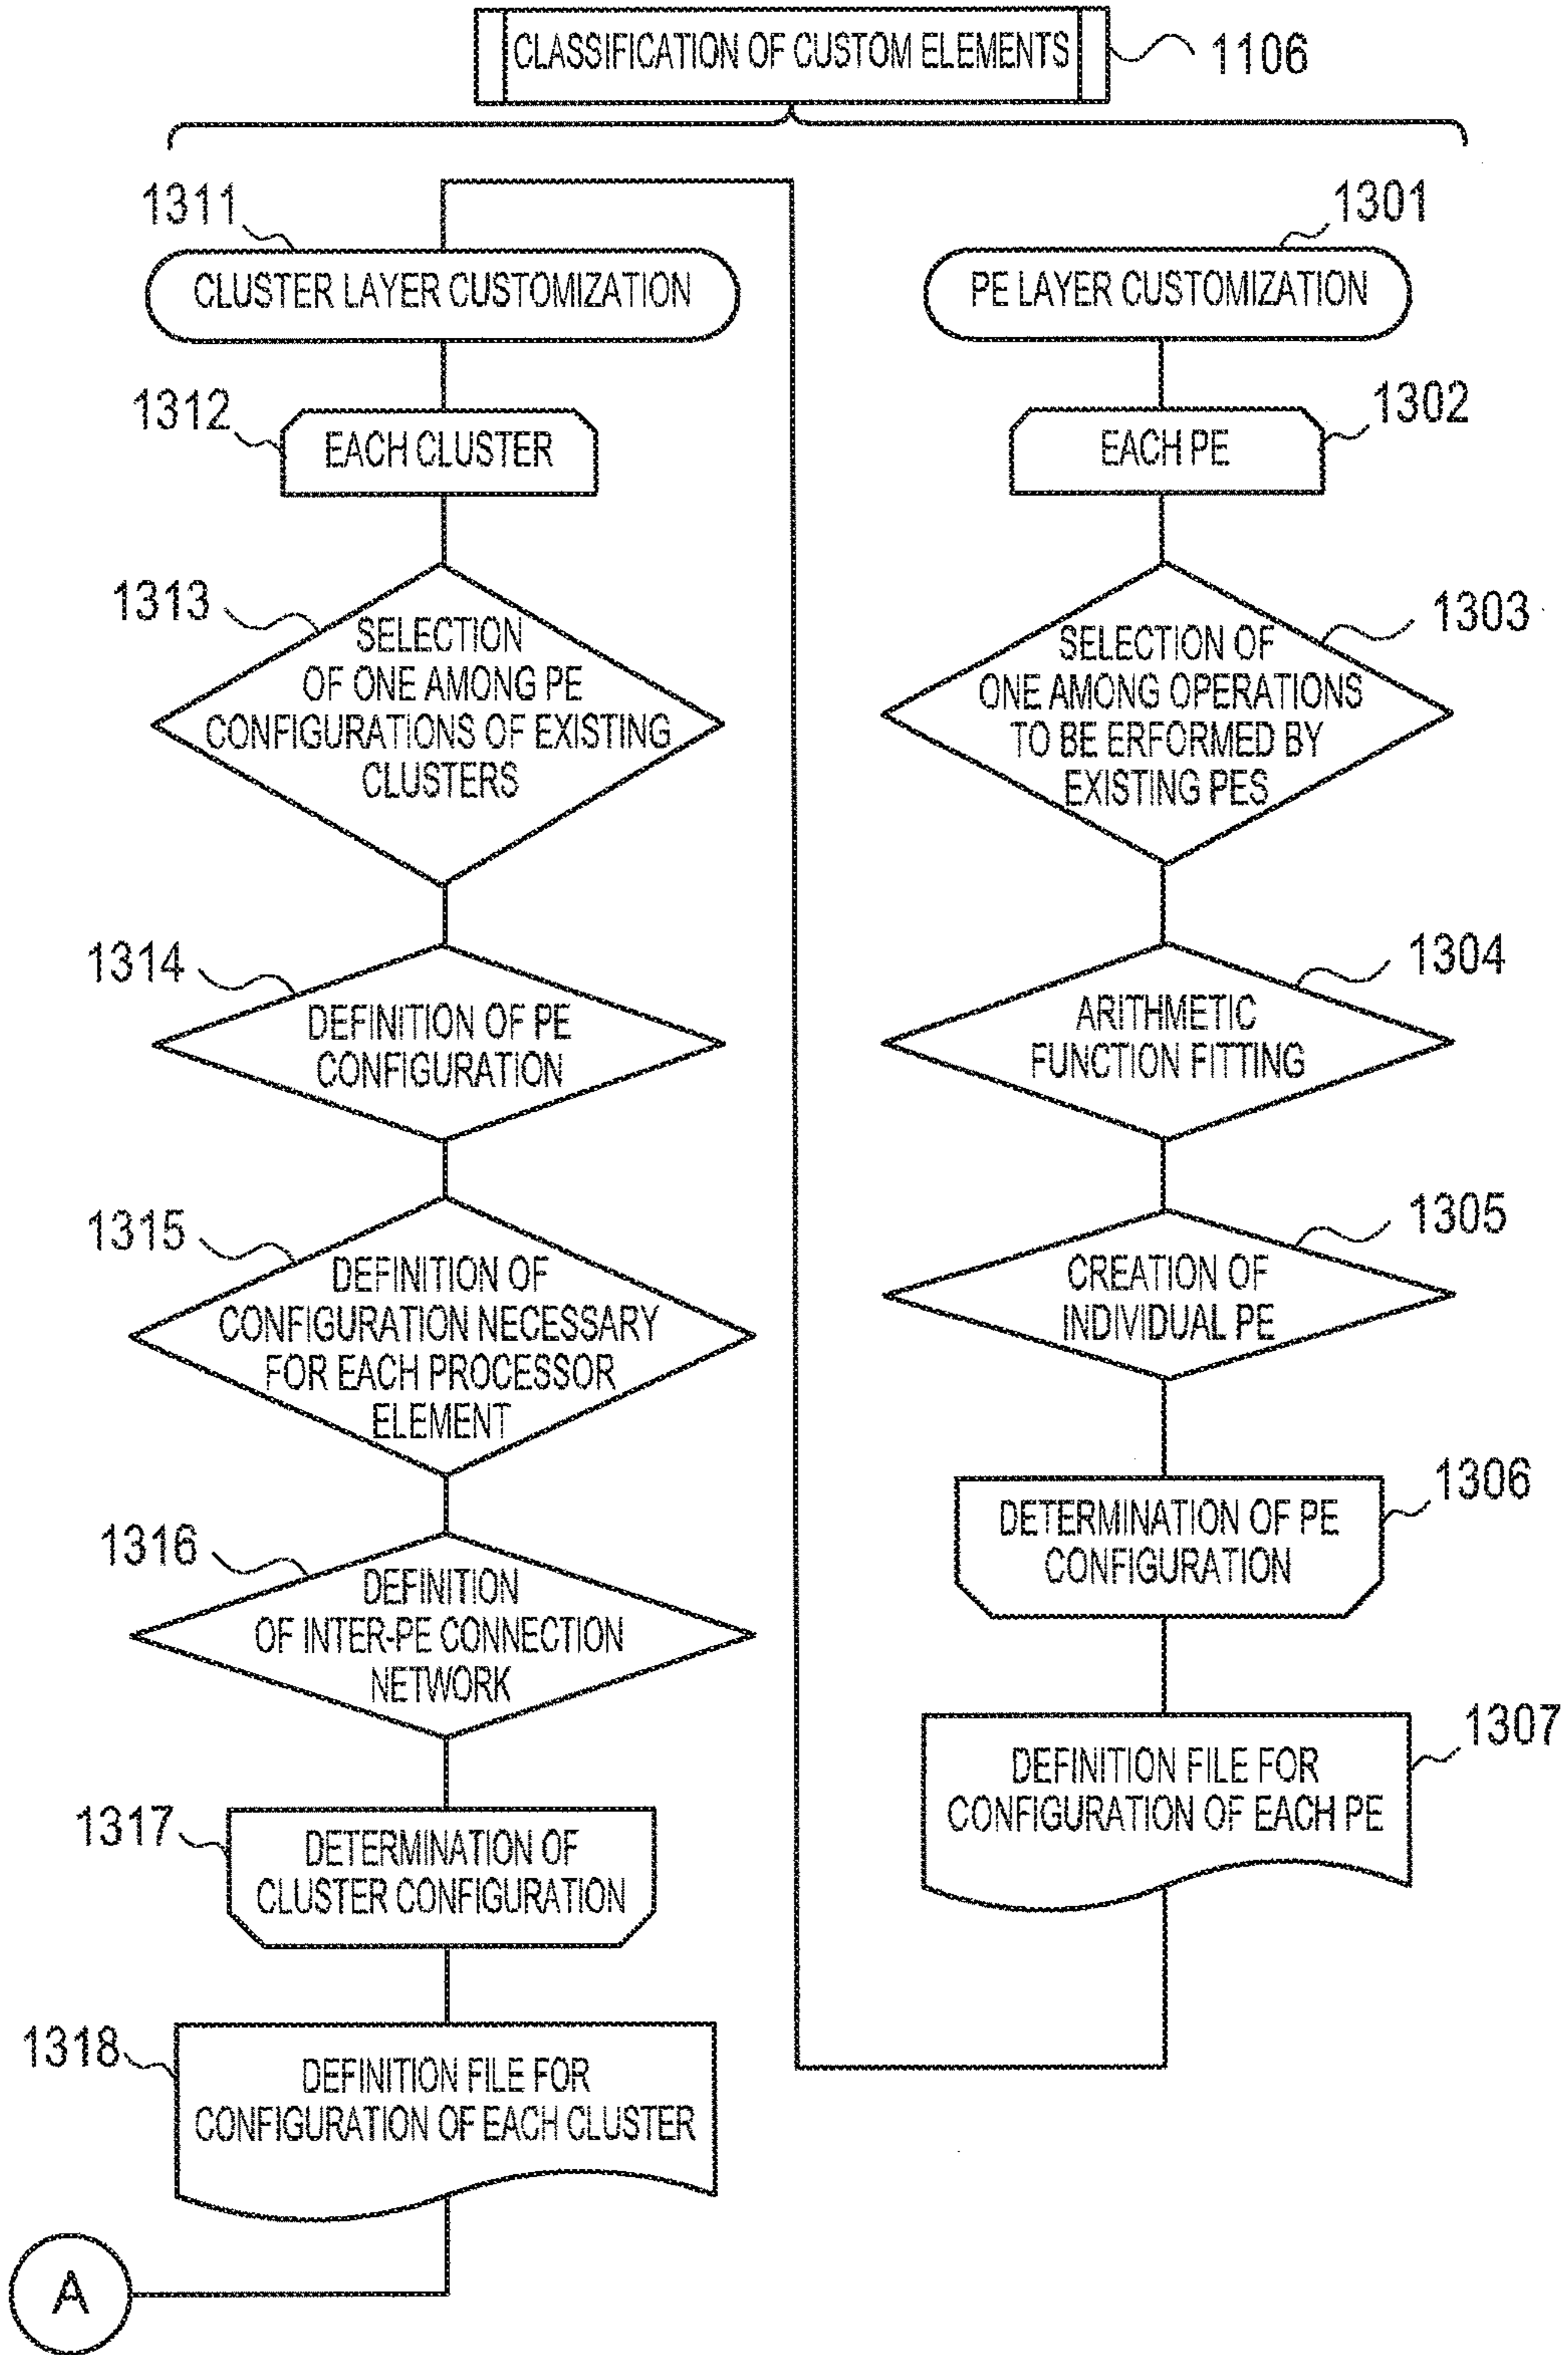 CLASSIFICATION OF CUSTOM ELEMENTS
1106
1311
CLUSTER LAYER CUSTOMIZATION
1312
EACH CLUSTER
1313
SELECTION
OF ONE AMONG PE
CONFIGURATIONS OF EXISTING
CLUSTERS
1314
DEFINITION OF PE
CONFIGURATION
1315
DEFINITION OF
CONFIGURATION NECESSARY
FOR EACH PROCESSOR
ELEMENT
1316
DEFINITION
OF INTER-PE CONNECTION
NETWORK
1317
DETERMINATION OF
CLUSTER CONFIGURATION
1318
DEFINITION FILE FOR
CONFIGURATION OF EACH CLUSTER
A
1301
PE LAYER CUSTOMIZATION
1302
EACH PE
1303
SELECTION OF
ONE AMONG OPERATIONS
TO BE ERFORMED BY
EXISTING PES
1304
ARITHMETIC
FUNCTION FITTING
1305
CREATION OF
INDIVIDUAL PE
1306
DETERMINATION OF PE
CONFIGURATION
1307
DEFINITION FILE FOR
CONFIGURATION OF EACH PE